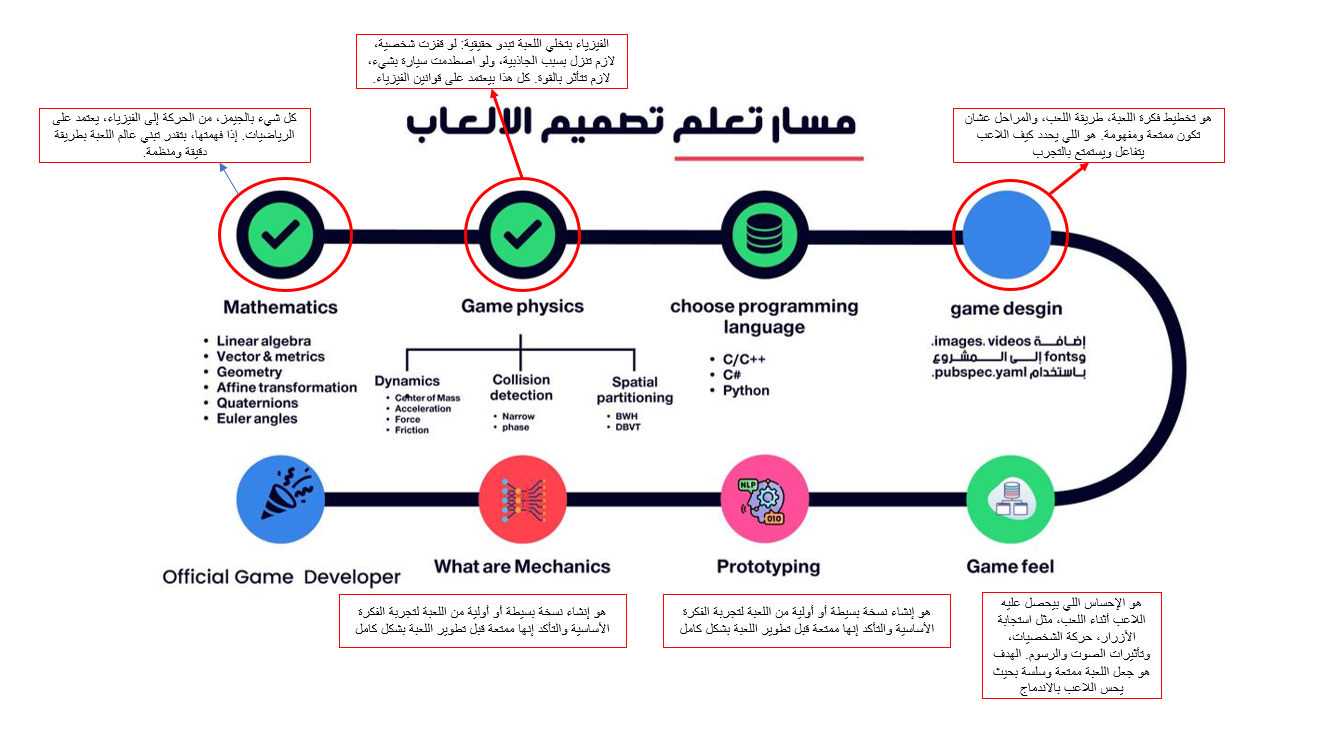 الفيزياء بتخلي اللعبة تبدو حقيقية: لو قفزت شخصية،
لازم تنزل بسبب الجاذبية، ولو اصطدمت سيارة بشيء،
لازم تتأثر بالقوة. كل هذا بيعتمد على قوانين الفيزياء.
كل شيء بالجيمز، من الحركة إلى الفيزياء، يعتمد على
الرياضيات. إذا فهمتها، بتقدر تبني عالم اللعبة بطريقة
دقيقة ومنظمة.
مسار تعلم تصميم الالعاب
هو تخطيط فكرة اللعبة، طريقة اللعب، والمراحل عشان
تكون ممتعة ومفهومة. هو اللي يحدد كيف اللاعب
يتفاعل ويستمتع بالتجرب
Mathematics
• Linear algebra
• Vector & metrics
• Geometry
• Affine transformation
• Quaternions
• Euler angles
Game physics
Dynamics
• Center of Mass
• Acceleration
• Force
• Friction
Collision
detection
• Narrow
• phase
Spatial
partitioning
• BWH
• DBVT
choose programming
language
• C/C++
• C#
• Python
game desgin
إضافة images، videos.
وfonts إلى المشروع
باستخدام pubspec.yaml.
NLP
010
Official Game Developer
What are Mechanics
Prototyping
Game feel
هو إنشاء نسخة بسيطة أو أولية من اللعبة لتجربة الفكرة
الأساسية والتأكد إنها ممتعة قبل تطوير اللعبة بشكل كامل
هو إنشاء نسخة بسيطة أو أولية من اللعبة لتجربة الفكرة
الأساسية والتأكد إنها ممتعة قبل تطوير اللعبة بشكل كامل
هو الإحساس اللي بيحصل عليه
اللاعب أثناء اللعب، مثل استجابة
الأزرار، حركة الشخصيات،
وتأثيرات الصوت والرسوم. الهدف
هو جعل اللعبة ممتعة وسلسة بحيث
يحس اللاعب بالاندماج